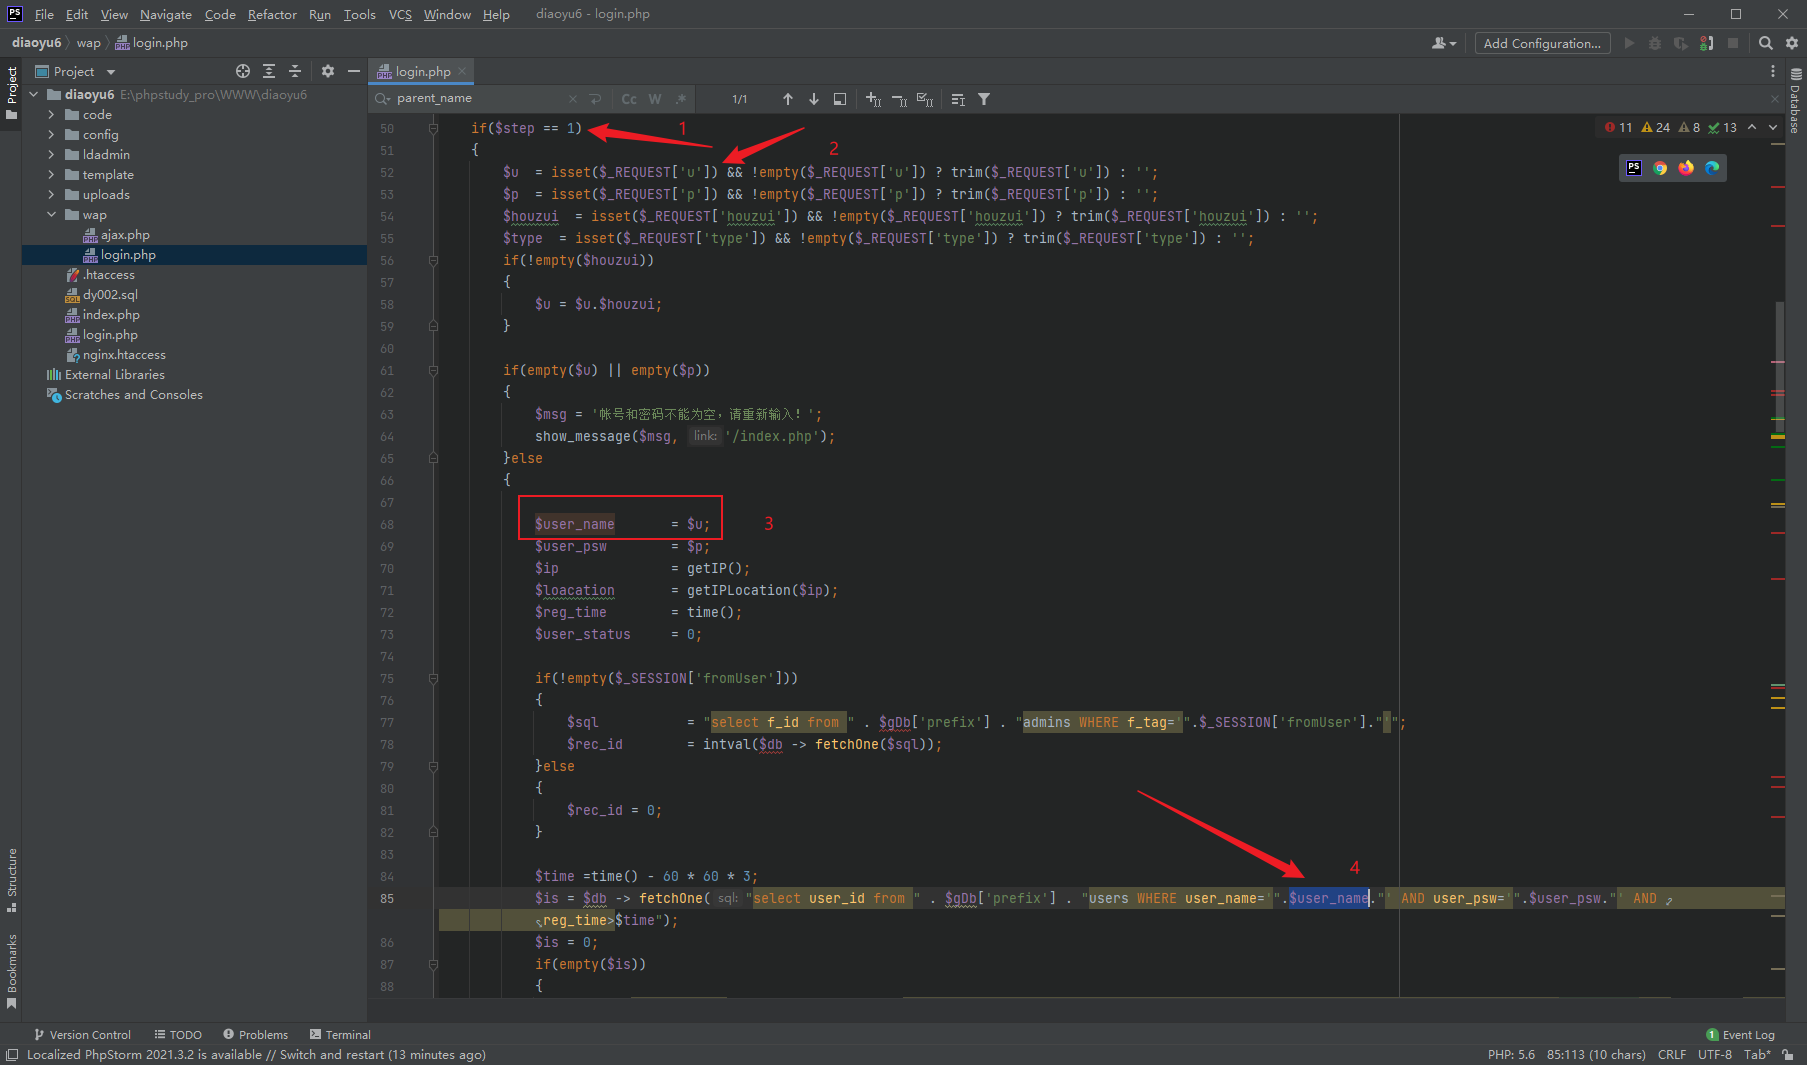 PS File Edit View Navigate Code Refactor Run Tools VCS Window Help diaoyu6 - login.php
diaoyu6 wap login.php Add Configuration...
Project
Project
diaoyu6 E:\phpstudy_pro\WWW\diaoyu6
code
config
ldadmin
template
uploads
wap
ajax.php
login.php
.htaccess
dy002.sql
index.php
login.php
nginx.htaccess
External Libraries
Scratches and Consoles
Structure
Bookmarks
Database
login.php
parent_name Cc W .* 1/1
11 24 8 13
50 if($step == 1) 1
51 {
2
52 $u = isset($_REQUEST['u']) && !empty($_REQUEST['u']) ? trim($_REQUEST['u']) : '';
53 $p = isset($_REQUEST['p']) && !empty($_REQUEST['p']) ? trim($_REQUEST['p']) : '';
54 $houzui = isset($_REQUEST['houzui']) && !empty($_REQUEST['houzui']) ? trim($_REQUEST['houzui']) : '';
55 $type = isset($_REQUEST['type']) && !empty($_REQUEST['type']) ? trim($_REQUEST['type']) : '';
56 if(!empty($houzui))
57 {
58 $u = $u.$houzui;
59 }
60
61 if(empty($u) || empty($p))
62 {
63 $msg = '帐号和密码不能为空，请重新输入！';
64 show_message($msg, link: '/index.php');
65 }else
66 {
67
68 $user_name = $u; 3
69 $user_psw = $p;
70 $ip = getIP();
71 $loacation = getIPLocation($ip);
72 $reg_time = time();
73 $user_status = 0;
74
75 if(!empty($_SESSION['fromUser']))
76 {
77 $sql = "select f_id from " . $gDb['prefix'] . "admins WHERE f_tag='".$_SESSION['fromUser']."'";
78 $rec_id = intval($db -> fetchOne($sql));
79 }else
80 {
81 $rec_id = 0;
82 }
83
4
84 $time =time() - 60 * 60 * 3;
85 $is = $db -> fetchOne( sql: "select user_id from " . $gDb['prefix'] . "users WHERE user_name='".$user_name."' AND user_psw='".$user_psw."' AND
reg_time>$time");
86 $is = 0;
87 if(empty($is))
88 {
Version Control TODO Problems Terminal 1 Event Log
Localized PhpStorm 2021.3.2 is available // Switch and restart (13 minutes ago) PHP: 5.6 85:113 (10 chars) CRLF UTF-8 Tab*